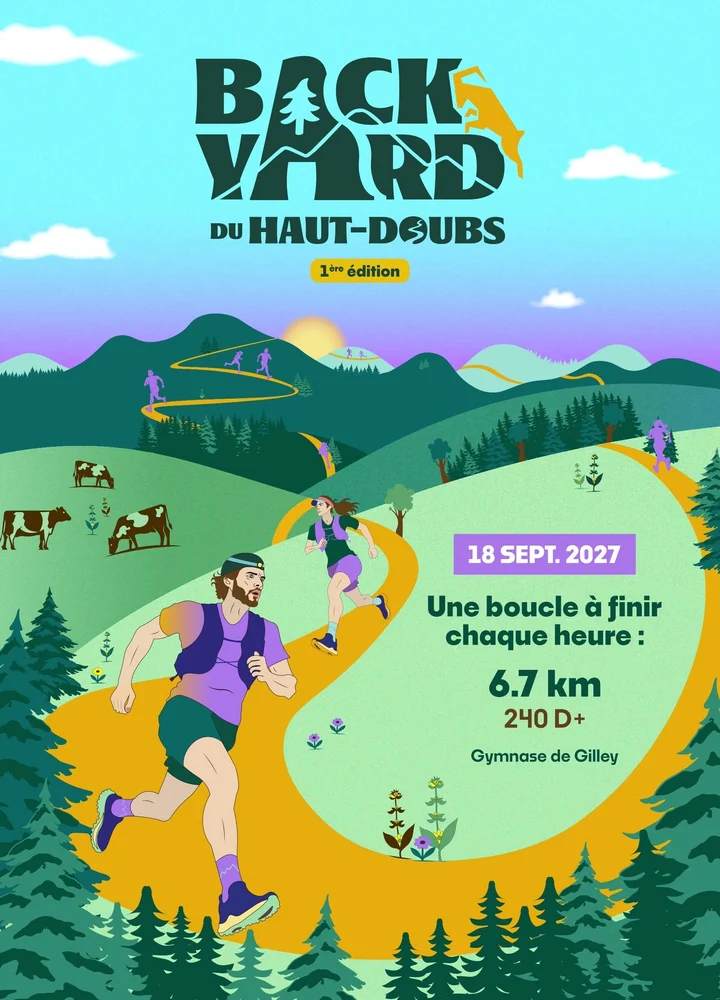 BACK
YARD
DU HAUT-DOUBS
1ère édition
18 SEPT. 2027
Une boucle à finir
chaque heure :
6.7 km
240 D+
Gymnase de Gilley